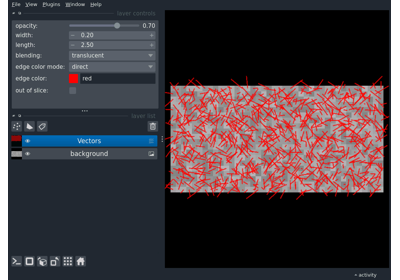 File View Plugins Window Help
layer controls
opacity: 0.70
width: 0.20
length: 2.50
blending: translucent
edge color mode: direct
edge color: red
out of slice:
layer list
Vectors
background
activity